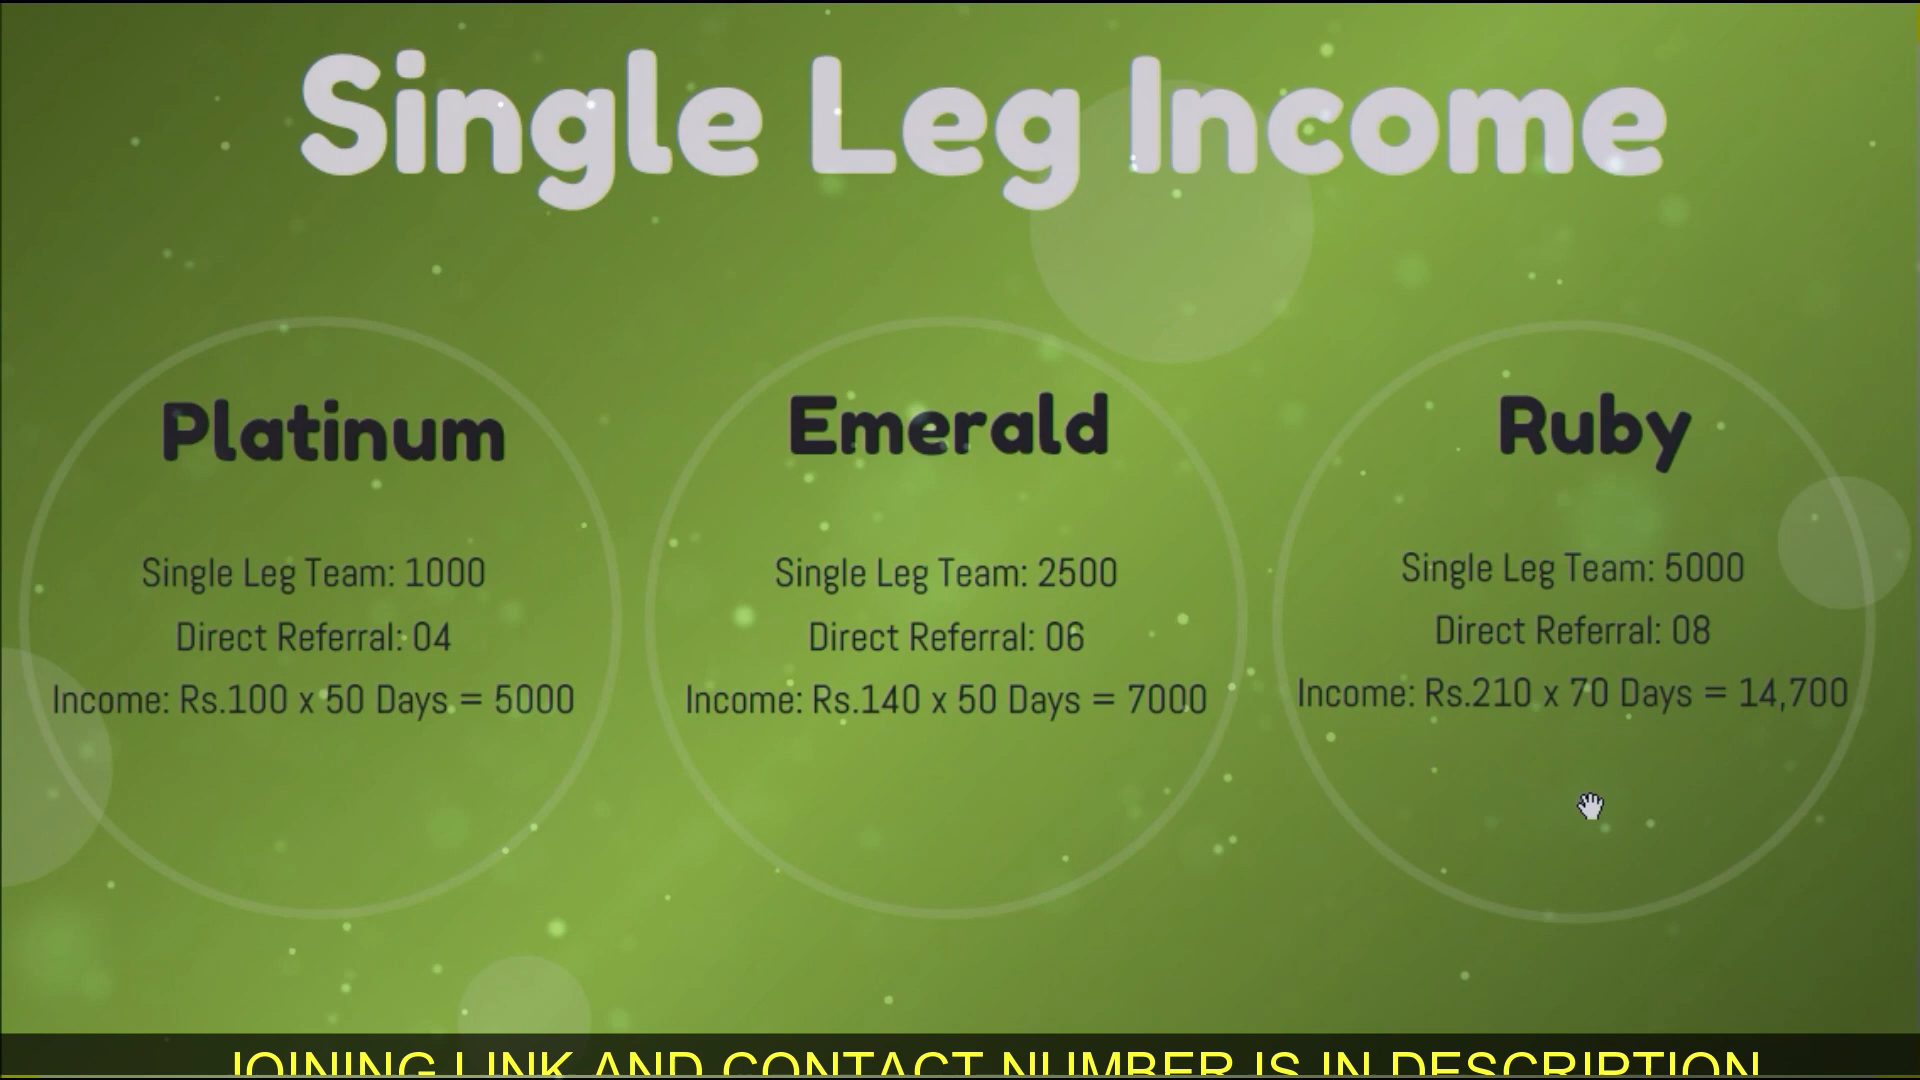 Single Leg Income
Platinum
Single Leg Team: 1000
Direct Referral: 04
Income: Rs.100 x 50 Days = 5000
Emerald
Single Leg Team: 2500
Direct Referral: 06
Income: Rs.140 x 50 Days = 7000
Ruby
Single Leg Team: 5000
Direct Referral: 08
Income: Rs.210 x 70 Days = 14,700
JOINING LINK AND CONTACT NUMBER IS IN DESCRIPTION